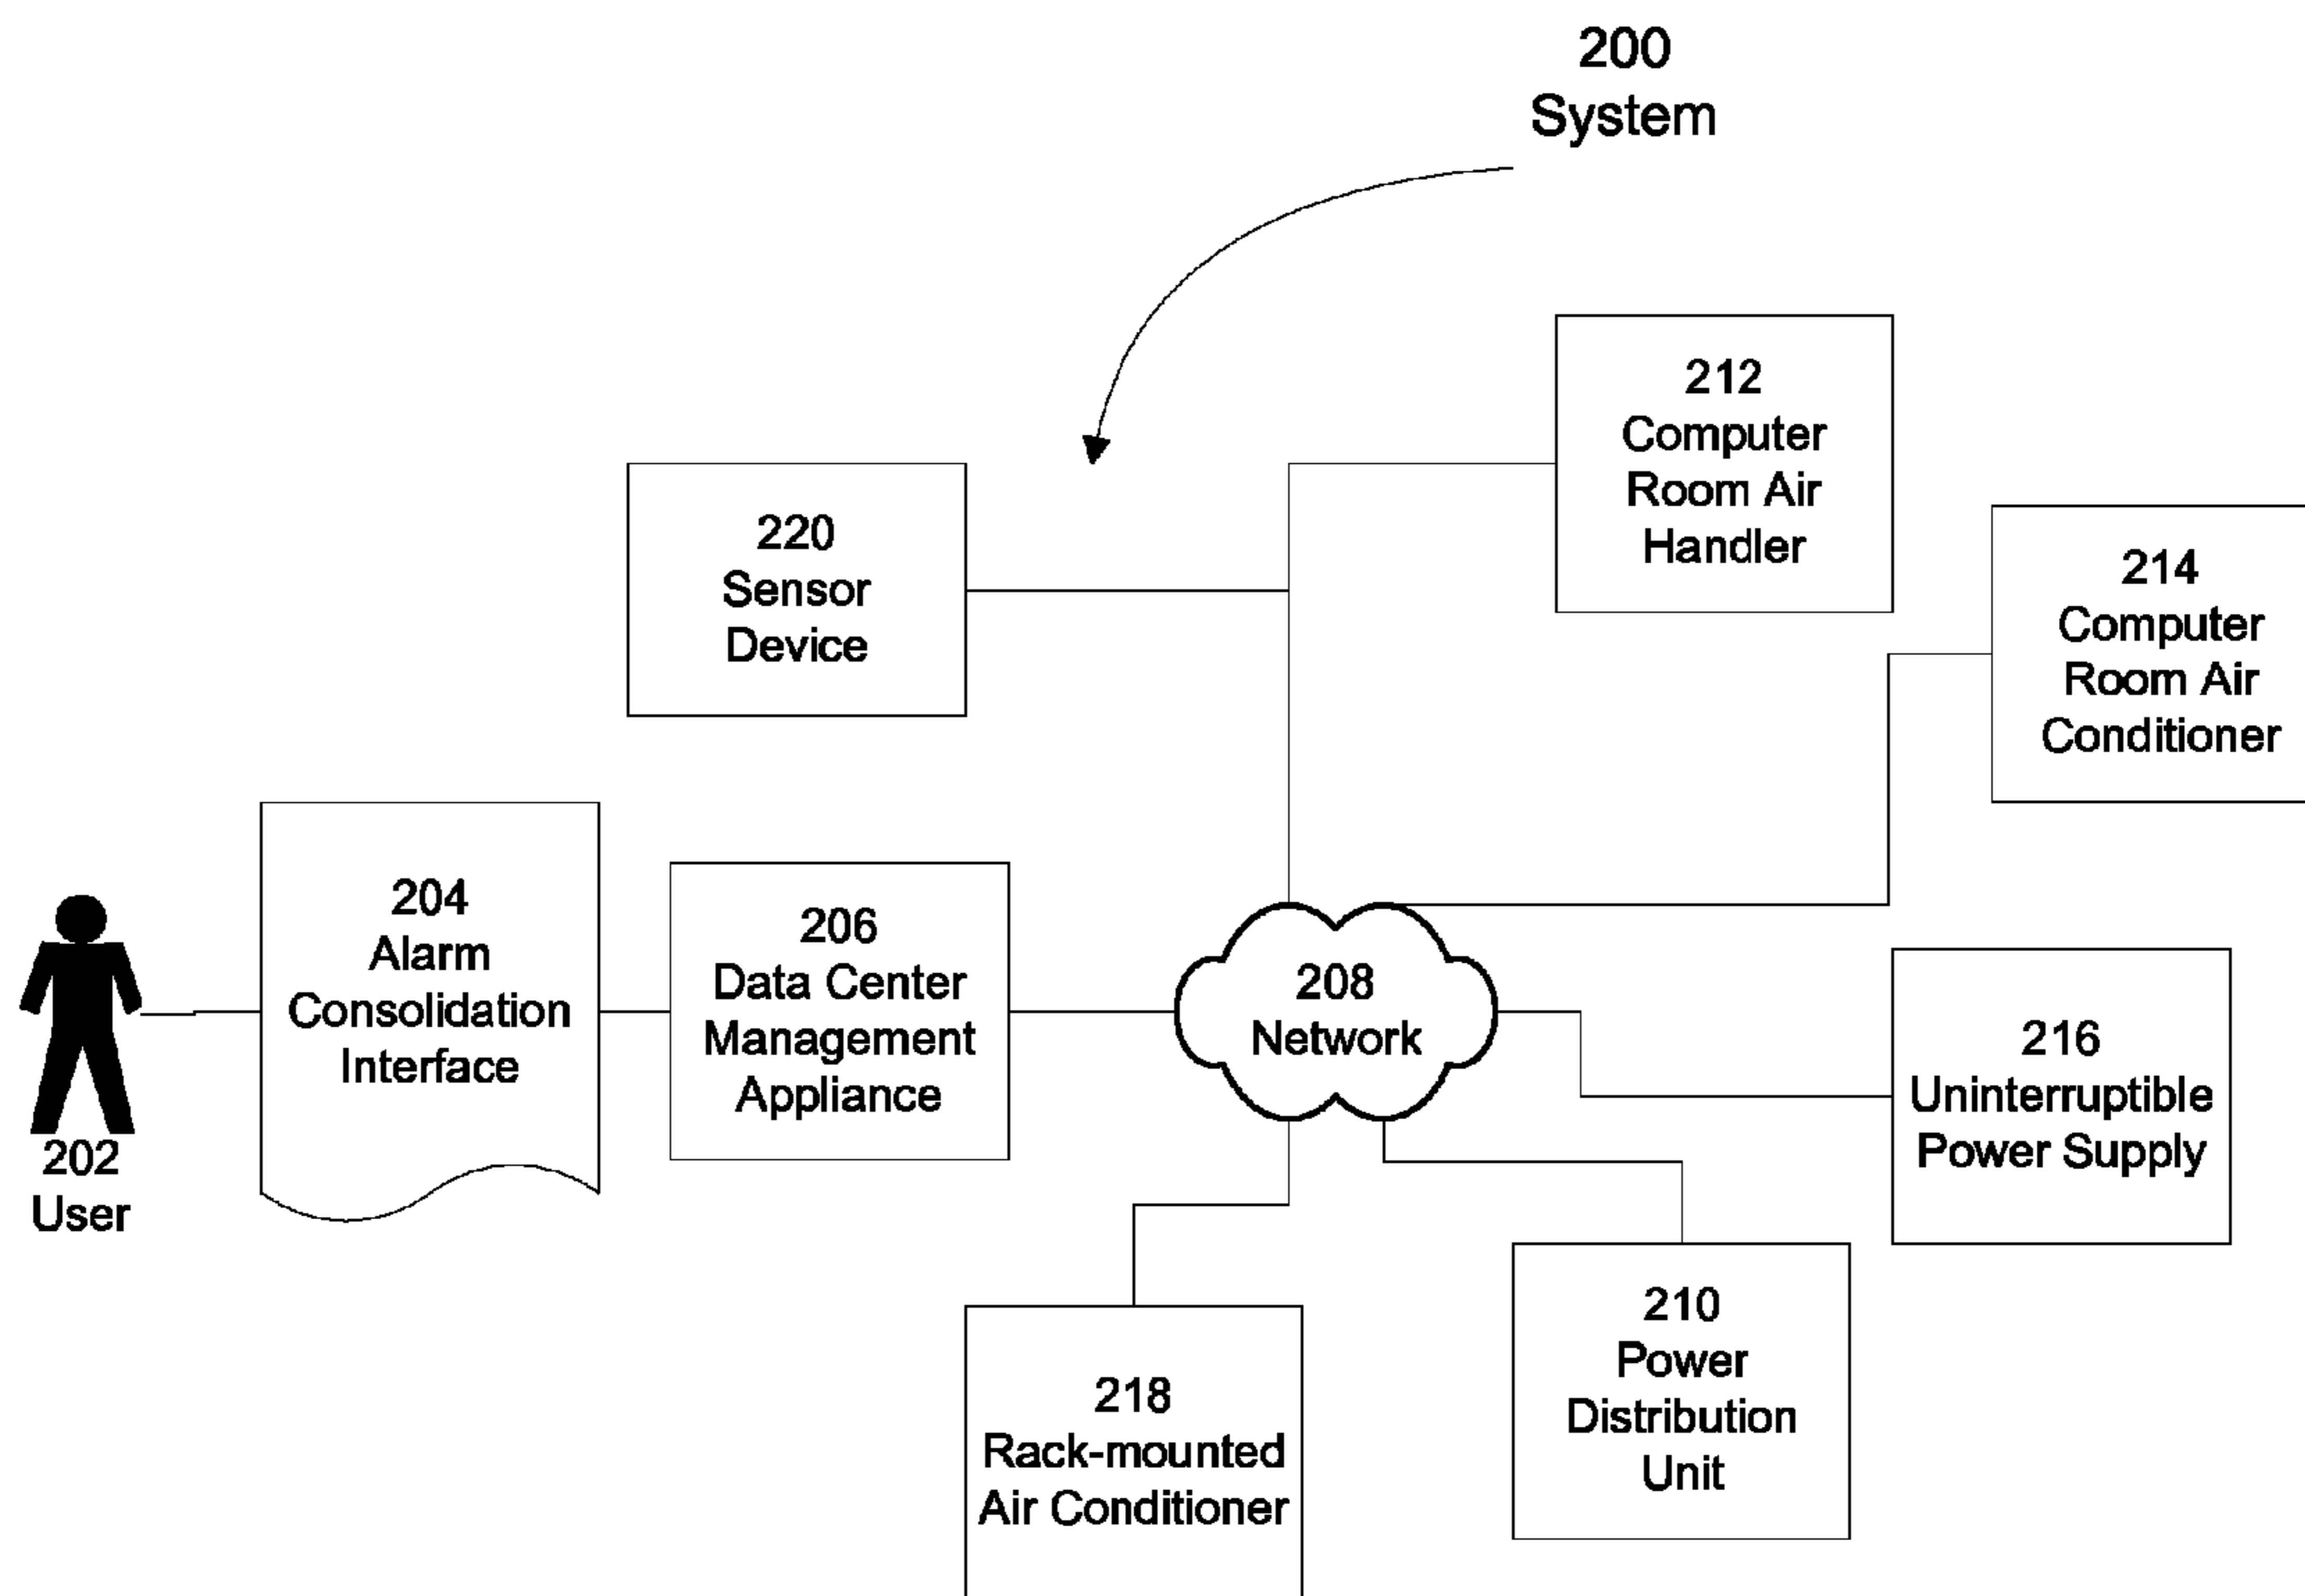 200
System
212
Computer
Room Air
Handler
220
Sensor
Device
214
Computer
Room Air
Conditioner
204
Alarm
Consolidation
Interface
206
Data Center
Management
Appliance
208
Network
216
Uninterruptible
Power Supply
202
User
210
Power
Distribution
Unit
218
Rack-mounted
Air Conditioner